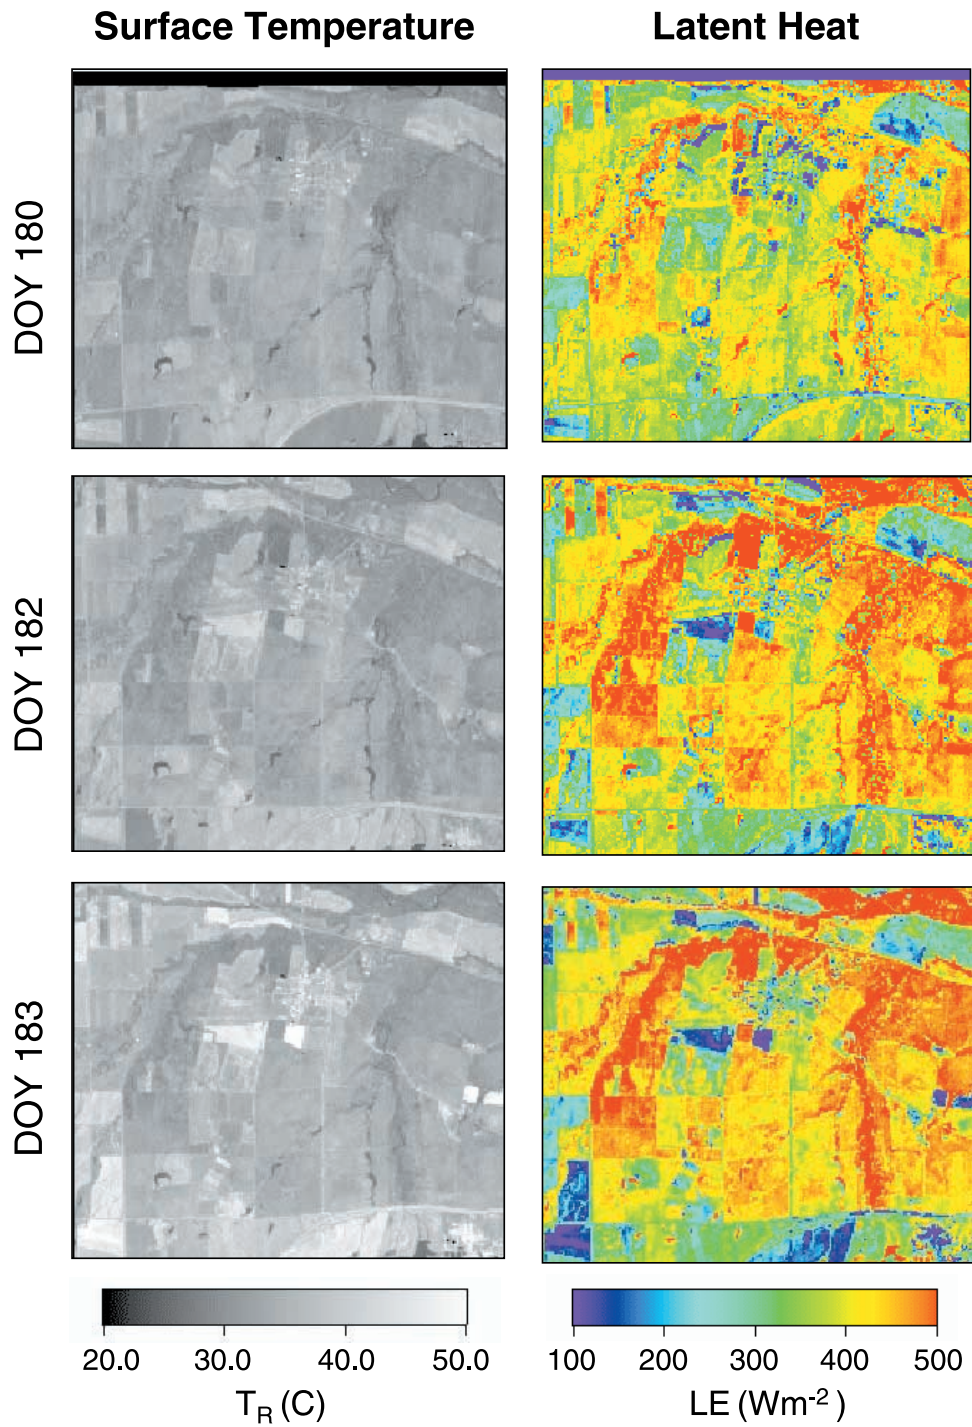 Surface Temperature
Latent Heat
DOY 180
DOY 182
DOY 183
20.0 30.0 40.0 50.0
T_R (C)
100 200 300 400 500
LE (Wm⁻²)